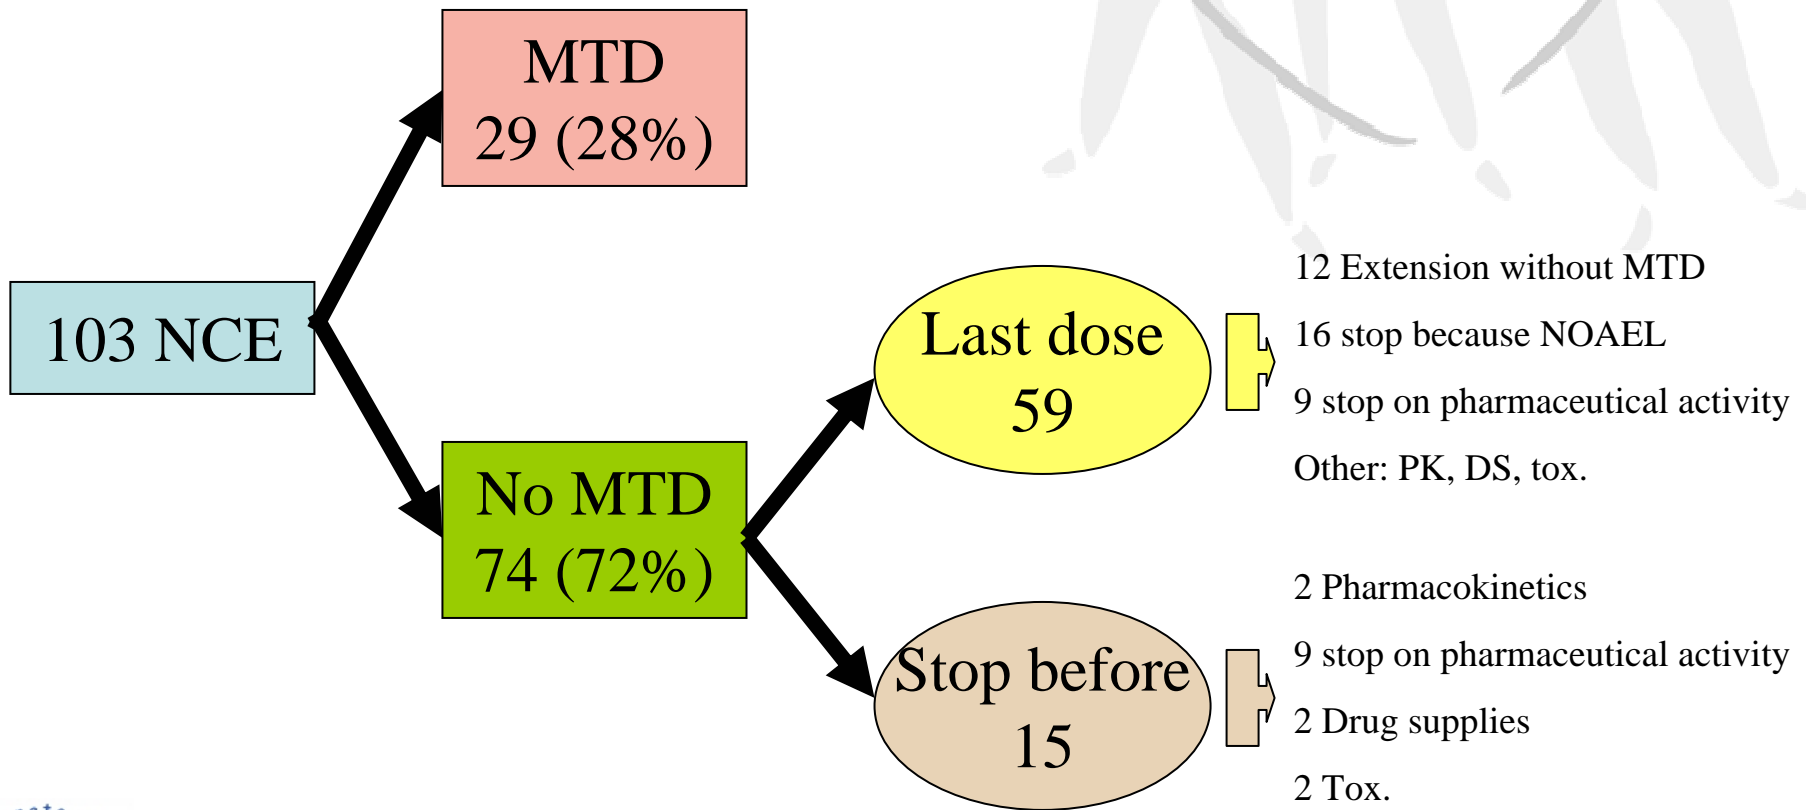 MTD
29 (28%)
103 NCE
No MTD
74 (72%)
Last dose
59
12 Extension without MTD
16 stop because NOAEL
9 stop on pharmaceutical activity
Other: PK, DS, tox.
Stop before
15
2 Pharmacokinetics
9 stop on pharmaceutical activity
2 Drug supplies
2 Tox.